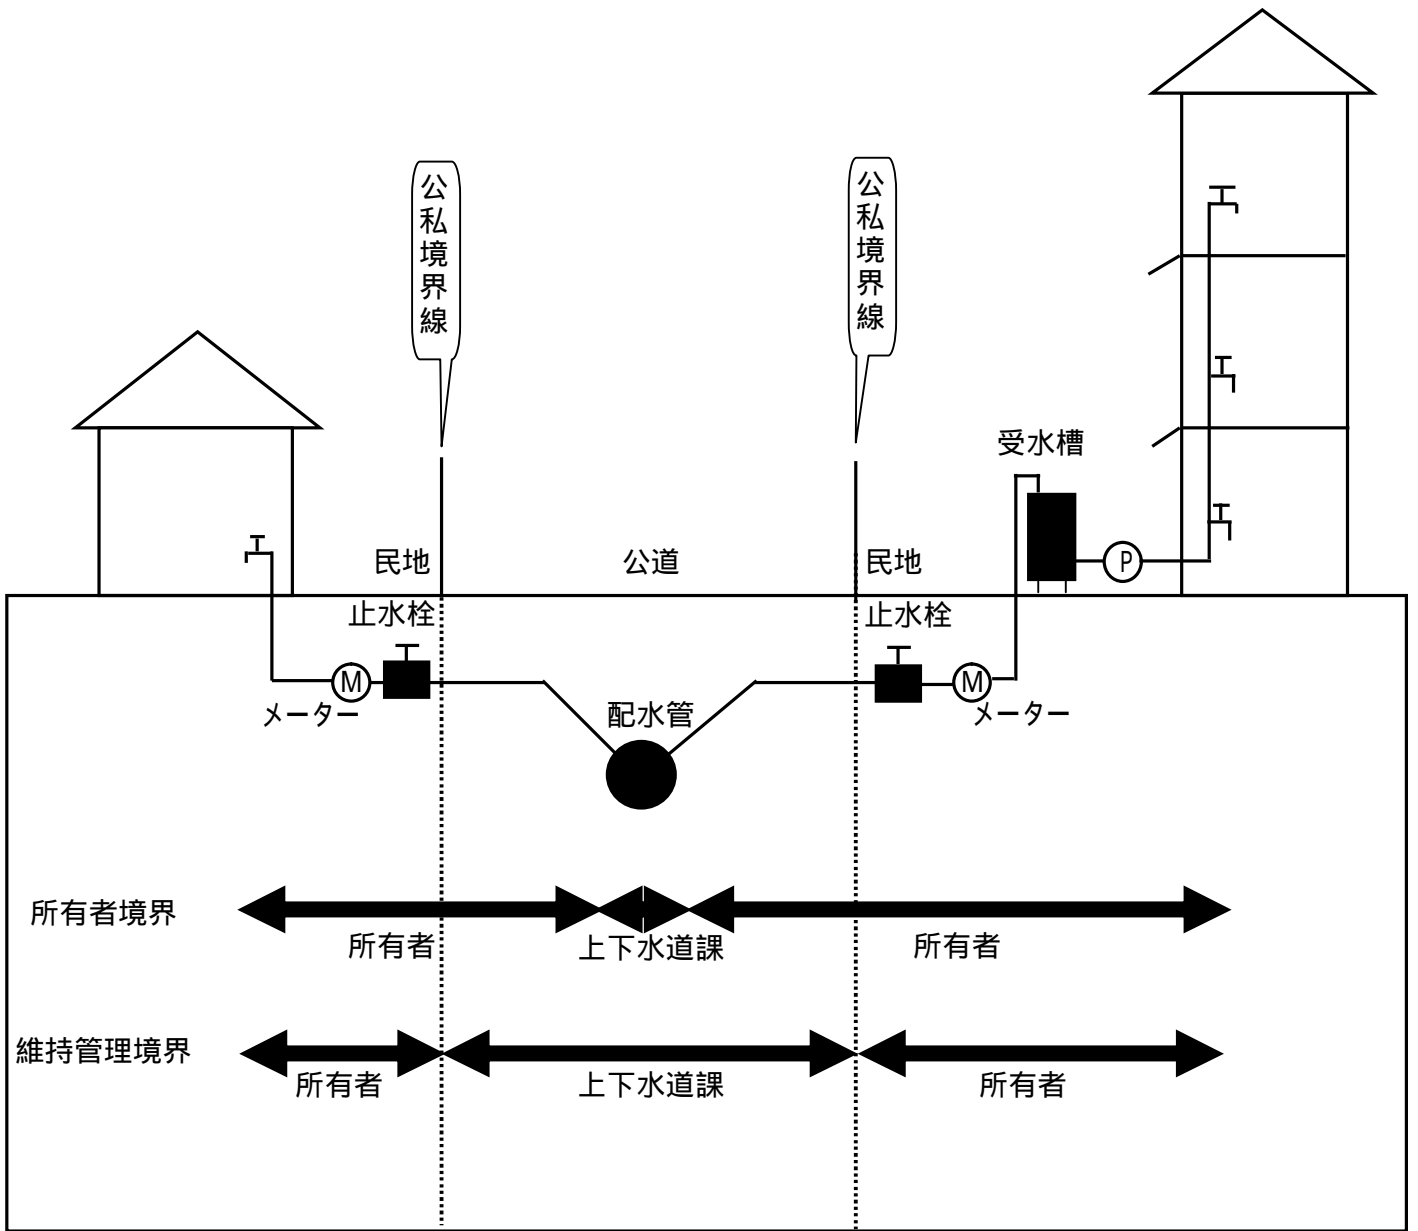 公私境界線
公私境界線
受水槽
民地
公道
民地
P
止水栓
止水栓
M
M
メーター
配水管
メーター
所有者境界
所有者
上下水道課
所有者
維持管理境界
所有者
上下水道課
所有者